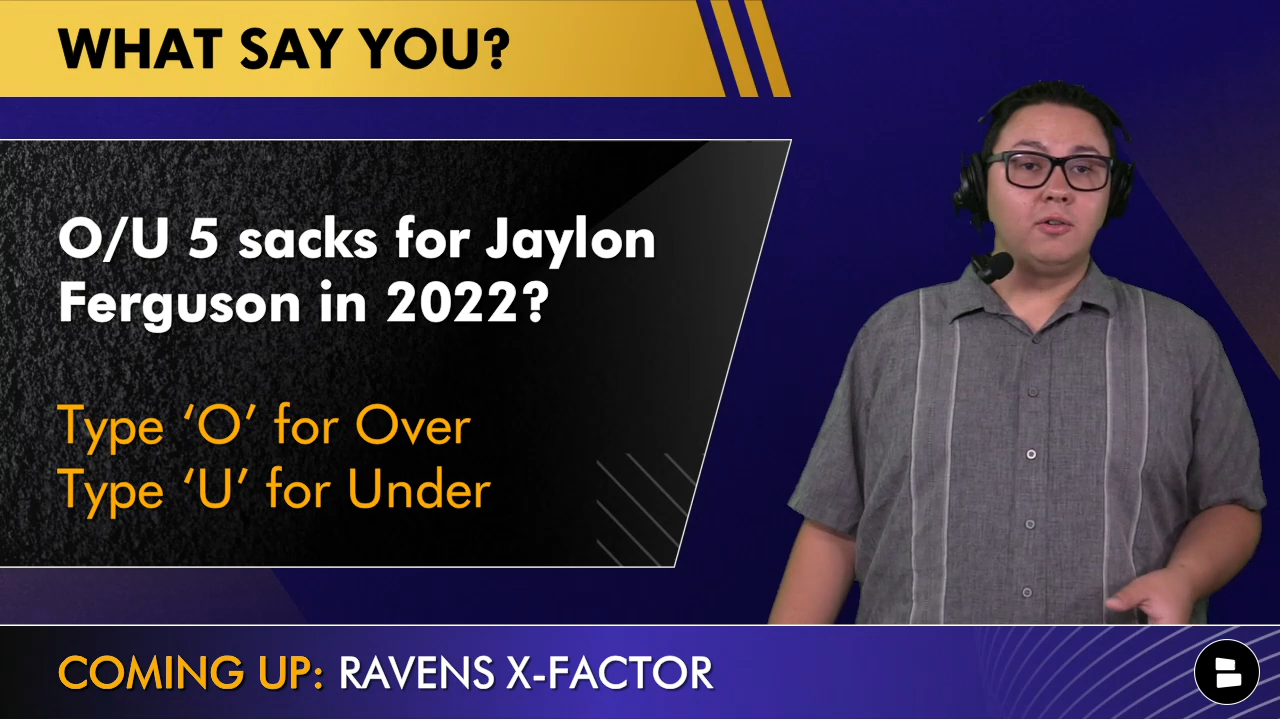 WHAT SAY YOU?
O/U 5 sacks for Jaylon
Ferguson in 2022?
Type ‘O’ for Over
Type ‘U’ for Under
COMING UP: RAVENS X-FACTOR